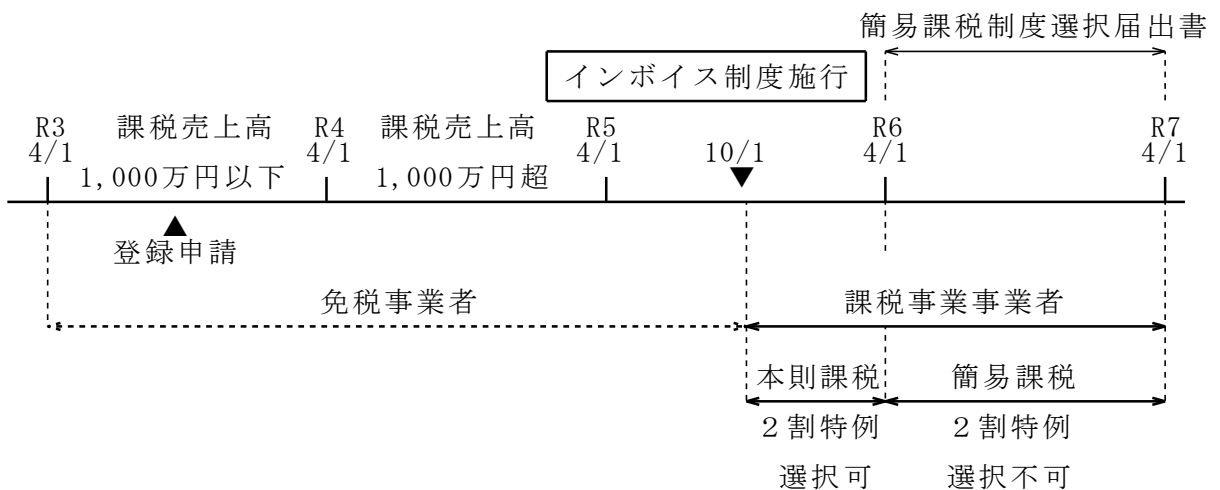 簡易課税制度選択届出書
インボイス制度施行
R3 4/1
課税売上高
1,000万円以下
R4 4/1
課税売上高
1,000万円超
R5 4/1
10/1
▼
R6 4/1
R7 4/1
▲
登録申請
免税事業者
課税事業事業者
本則課税
簡易課税
2割特例
選択可
2割特例
選択不可